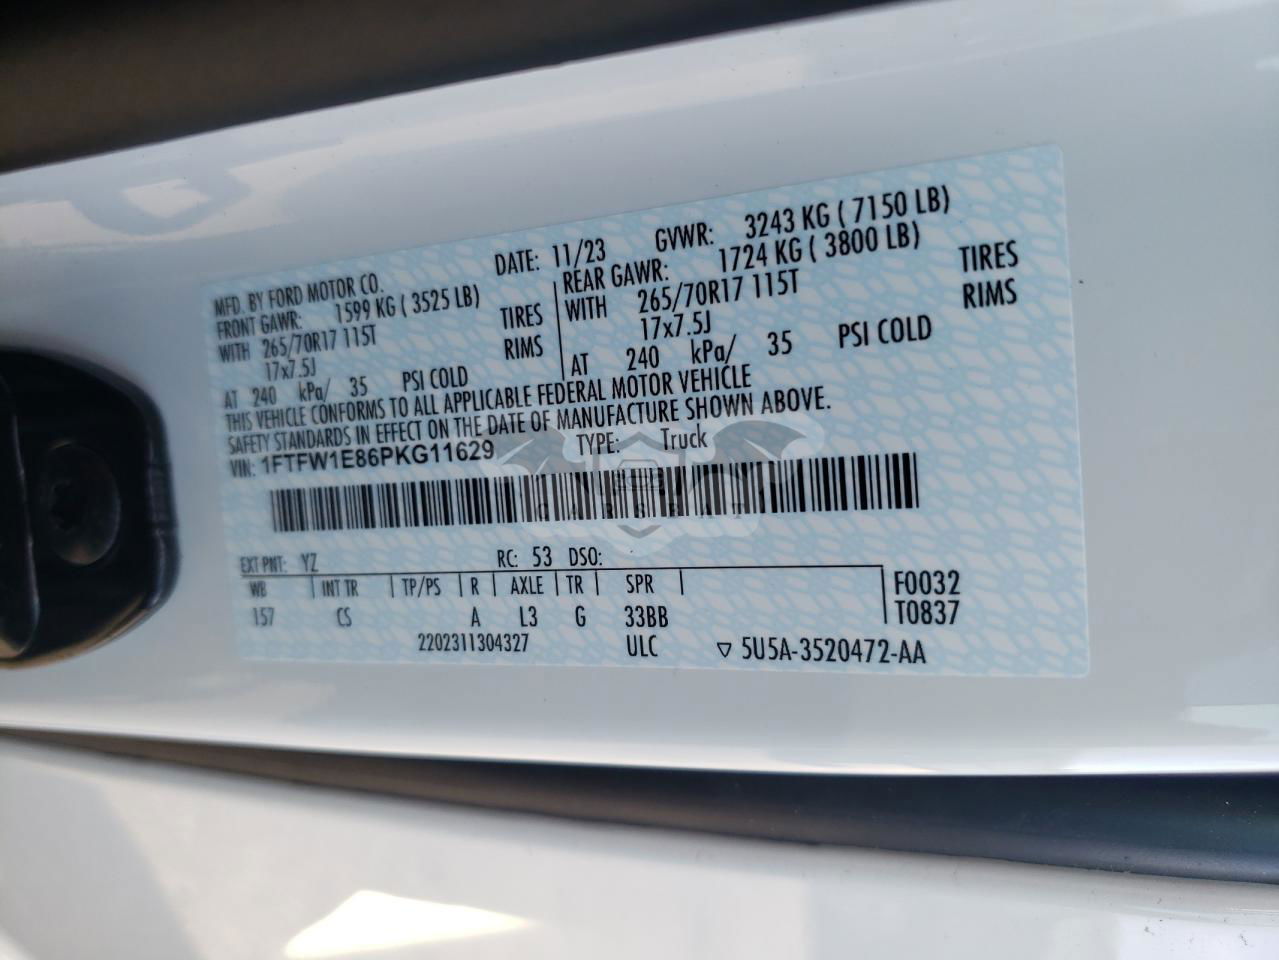 MFD. BY FORD MOTOR CO. DATE: 11/23 GVWR: 3243 KG ( 7150 LB)
FRONT GAWR: 1599 KG ( 3525 LB) REAR GAWR: 1724 KG ( 3800 LB)
WITH 265/70R17 115T TIRES WITH 265/70R17 115T TIRES
17x7.5J RIMS 17x7.5J RIMS
AT 240 kPa/ 35 PSI COLD AT 240 kPa/ 35 PSI COLD
THIS VEHICLE CONFORMS TO ALL APPLICABLE FEDERAL MOTOR VEHICLE
SAFETY STANDARDS IN EFFECT ON THE DATE OF MANUFACTURE SHOWN ABOVE.
VIN: 1FTFW1E86PKG11629 TYPE: Truck
CARSBAT
EXT PNT: YZ RC: 53 DSO:
WB INT TR TP/PS R AXLE TR SPR F0032
157 CS A L3 G 33BB T0837
2202311304327 ULC ▽ 5U5A-3520472-AA